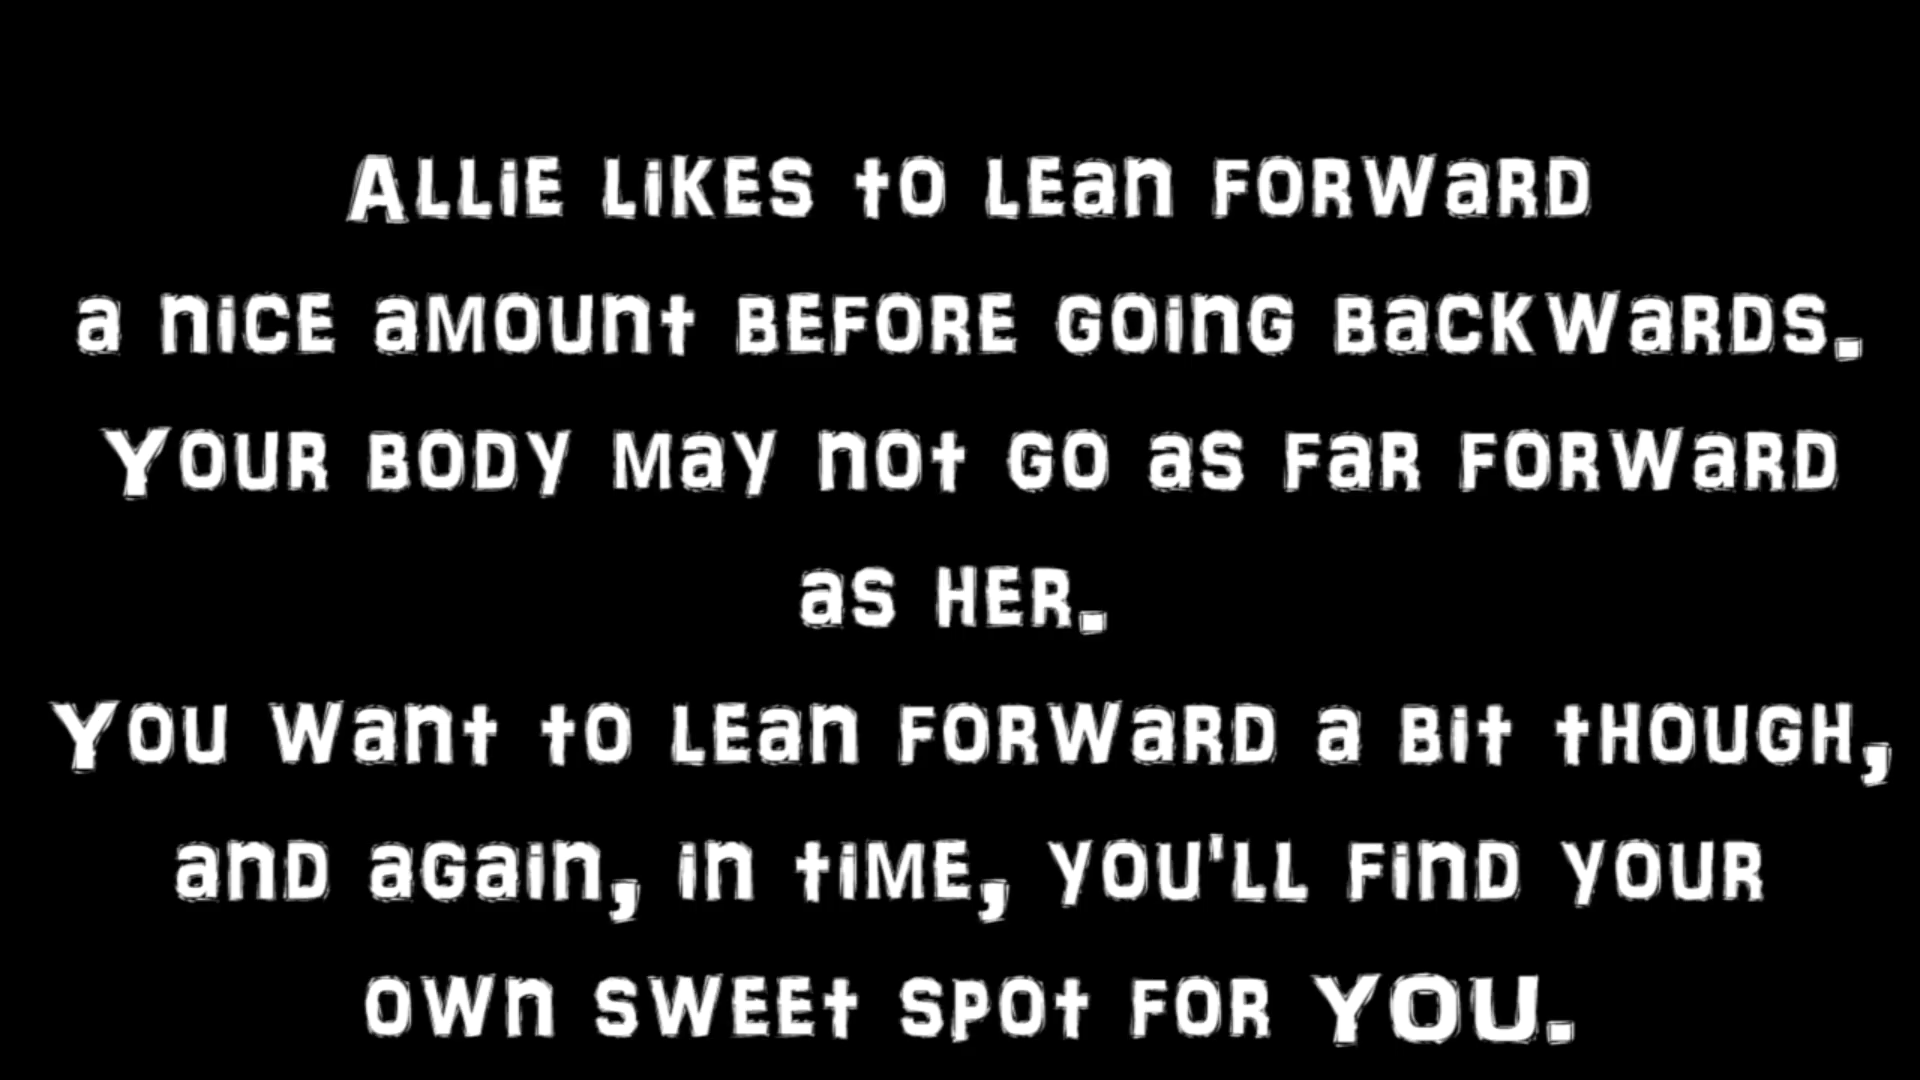 Allie likes to lean forward
a nice amount before going backwards.
Your body may not go as far forward
as her.
You want to lean forward a bit though,
and again, in time, you'll find your
own sweet spot for YOU.